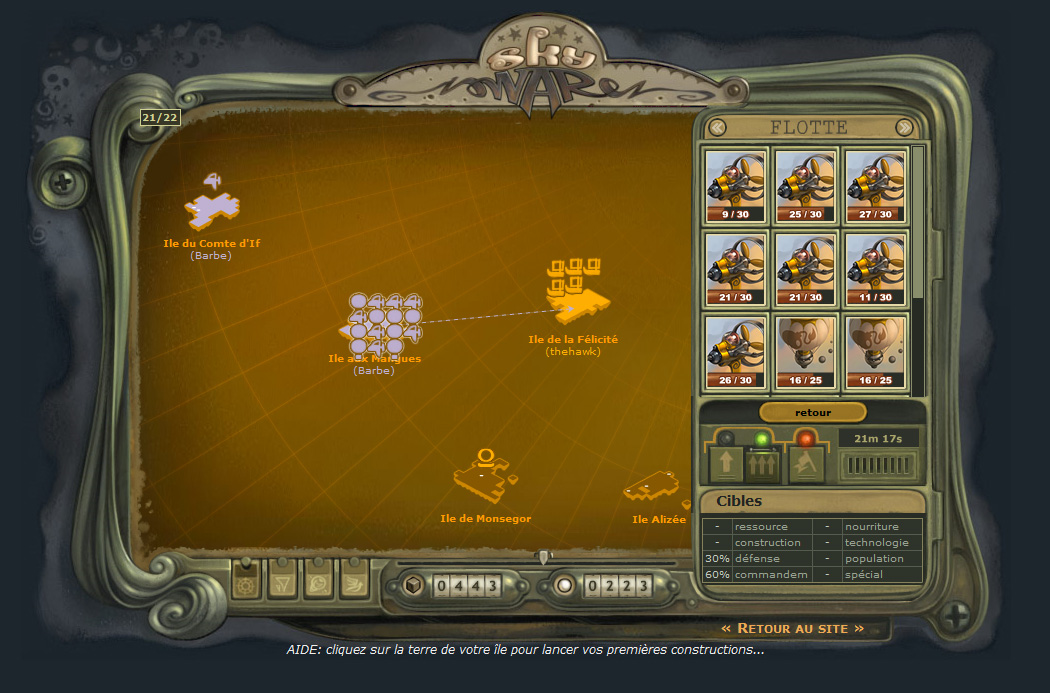 Sky
WAR
21/22
FLOTTE
Ile du Comte d'If
(Barbe)
Ile aux Mangues
(Barbe)
Ile de la Félicité
(thehawk)
Ile de Monsegor
Ile Alizée
9 / 30
25 / 30
27 / 30
21 / 30
21 / 30
11 / 30
26 / 30
16 / 25
16 / 25
retour
21m 17s
Cibles
- ressource - nourriture
- construction - technologie
30% défense - population
60% commandem - spécial
0443
0223
« RETOUR AU SITE »
AIDE: cliquez sur la terre de votre île pour lancer vos premières constructions...